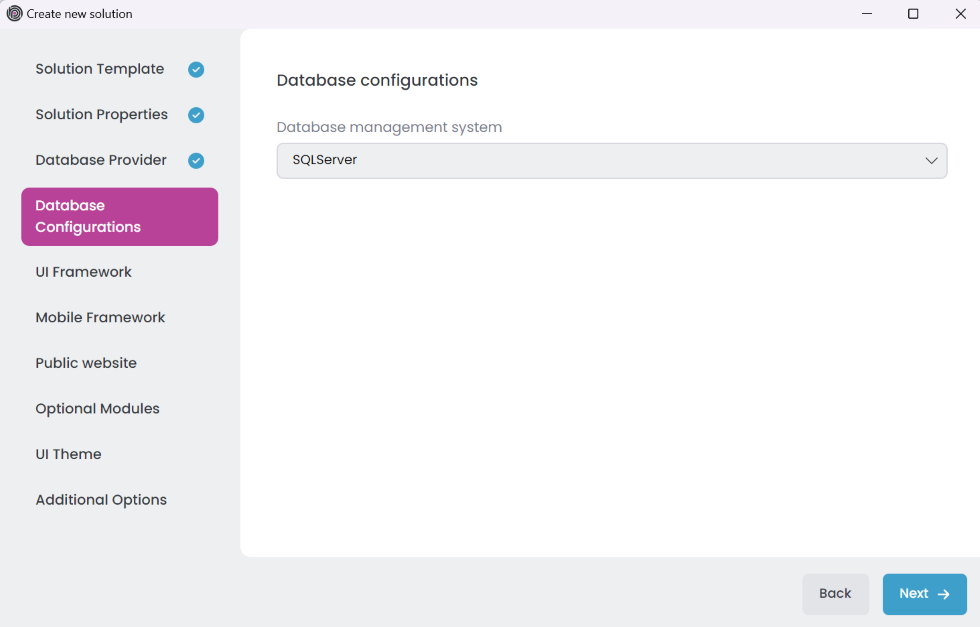 Create new solution
Solution Template
Solution Properties
Database Provider
Database
Configurations
UI Framework
Mobile Framework
Public website
Optional Modules
UI Theme
Additional Options
Database configurations
Database management system
SQLServer
Back
Next